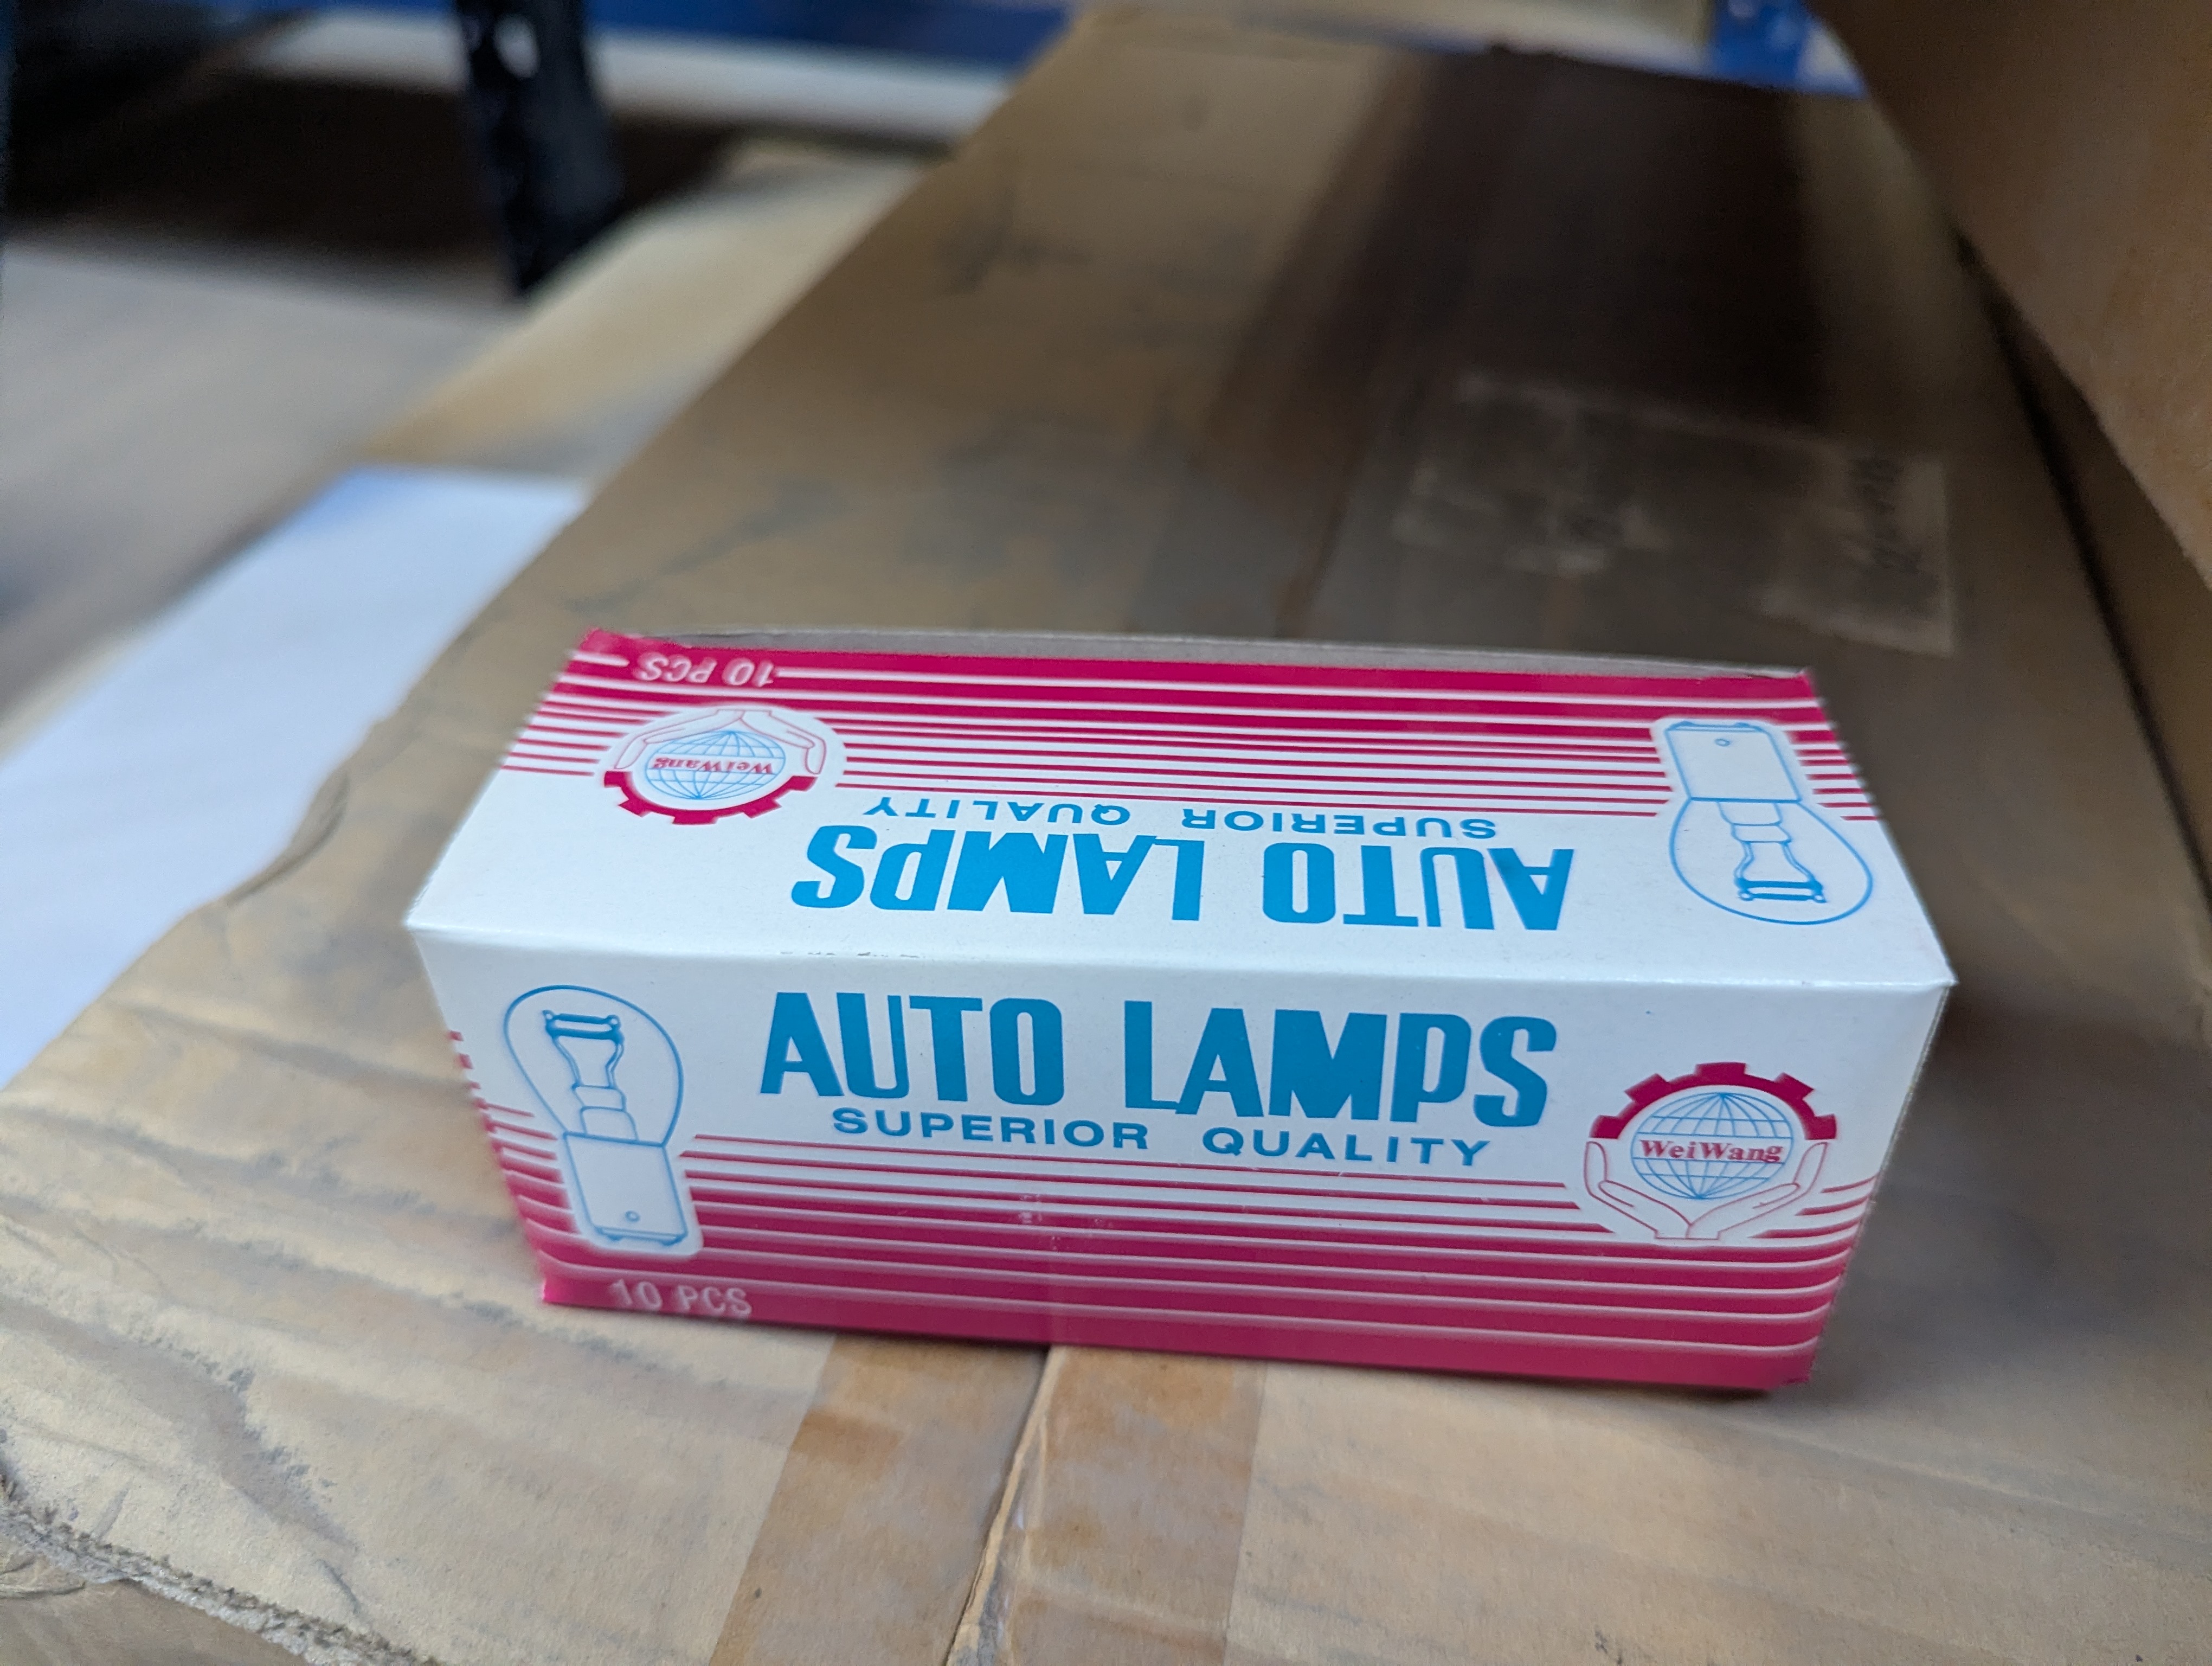 10 PCS
WeiWang
SUPERIOR QUALITY
AUTO LAMPS
AUTO LAMPS
SUPERIOR QUALITY
WeiWang
10 PCS